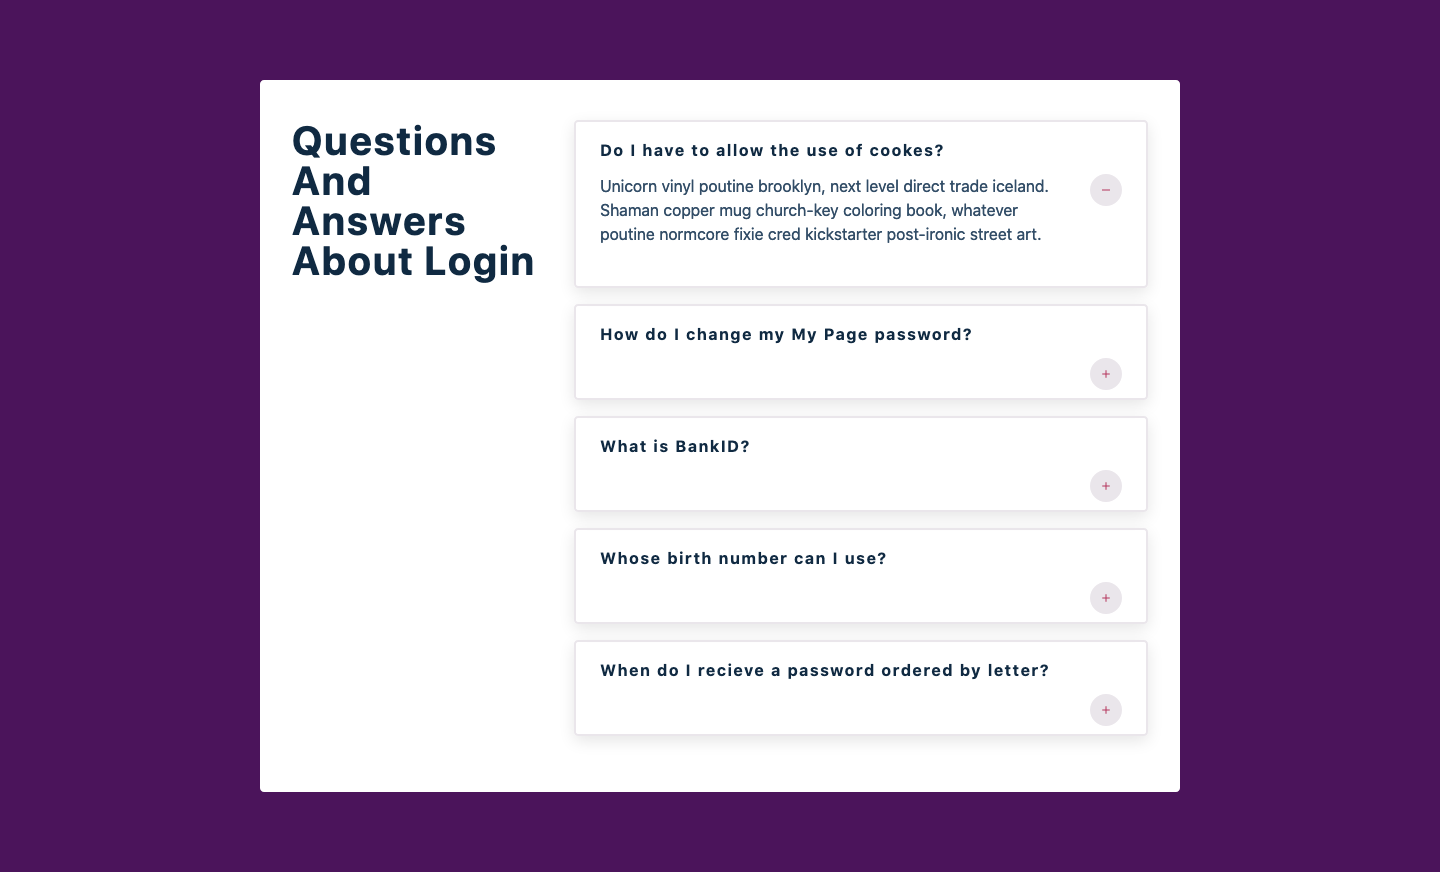 Questions
And
Answers
About Login
Do I have to allow the use of cookes?
Unicorn vinyl poutine brooklyn, next level direct trade iceland.
Shaman copper mug church-key coloring book, whatever
poutine normcore fixie cred kickstarter post-ironic street art.
How do I change my My Page password?
What is BankID?
Whose birth number can I use?
When do I recieve a password ordered by letter?